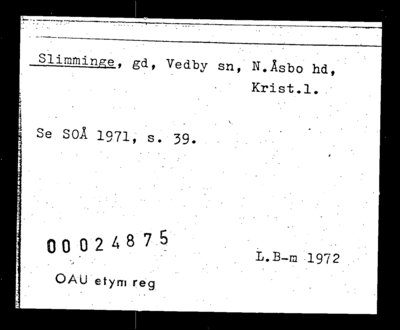 Slimminge, gd, Vedby sn, N.Åsbo hd,
Krist.l.
Se SOÅ 1971, s. 39.
00024875
L.B-m 1972
OAU etym reg